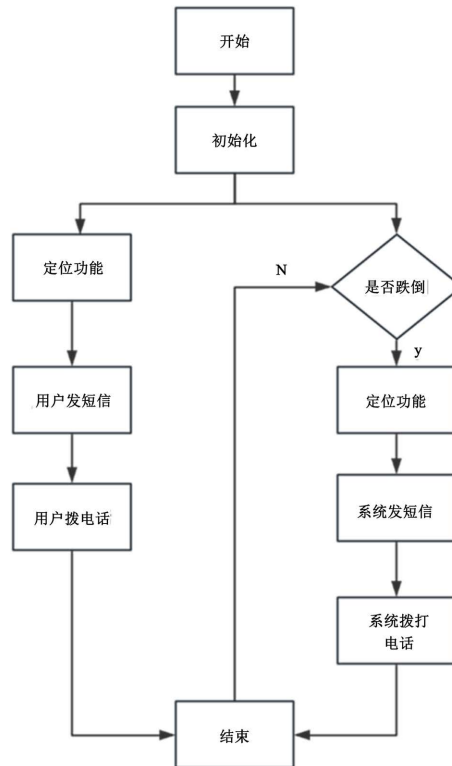 开始
初始化
定位功能
N
是否跌倒
y
用户发短信
定位功能
用户拨电话
系统发短信
系统拨打
电话
结束